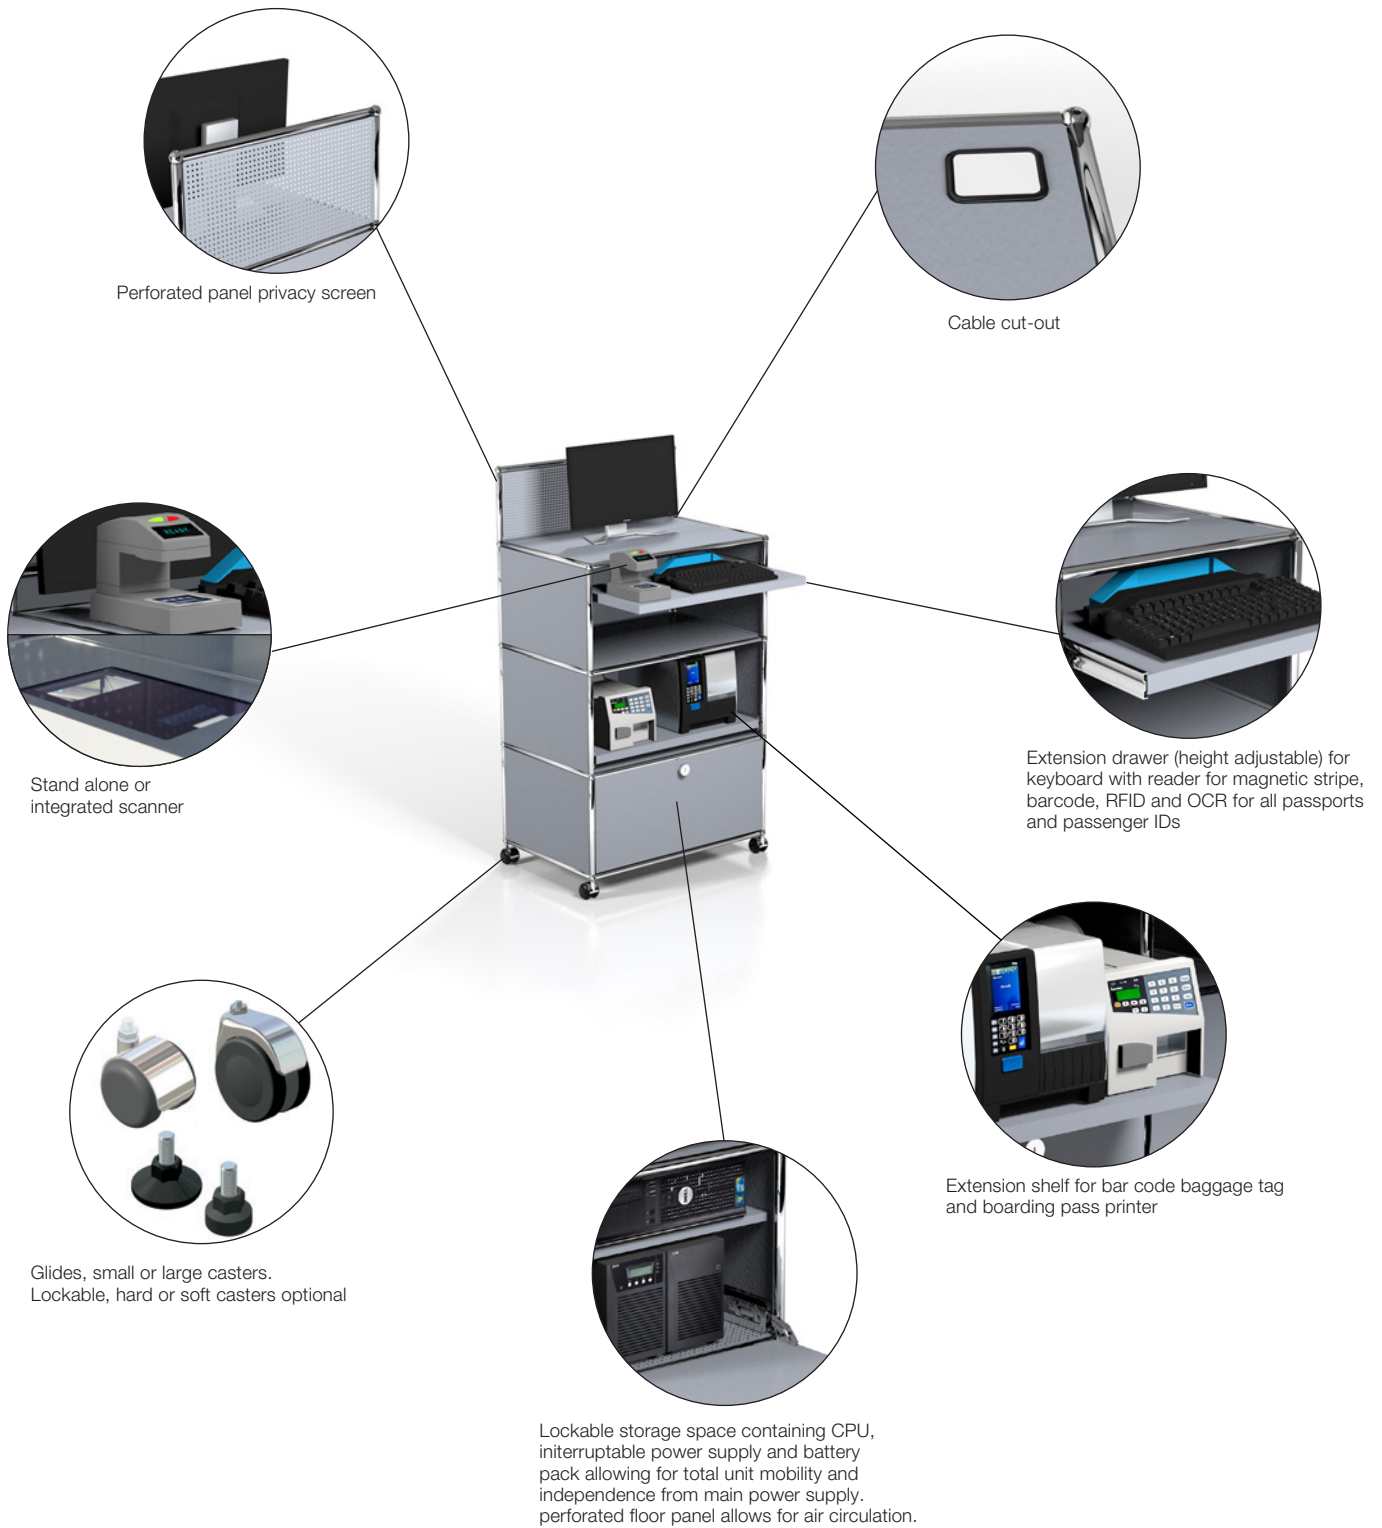 Perforated panel privacy screen
Cable cut-out
READY
Stand alone or
integrated scanner
Extension drawer (height adjustable) for
keyboard with reader for magnetic stripe,
barcode, RFID and OCR for all passports
and passenger IDs
Extension shelf for bar code baggage tag
and boarding pass printer
Glides, small or large casters.
Lockable, hard or soft casters optional
Lockable storage space containing CPU,
initerruptable power supply and battery
pack allowing for total unit mobility and
independence from main power supply.
perforated floor panel allows for air circulation.